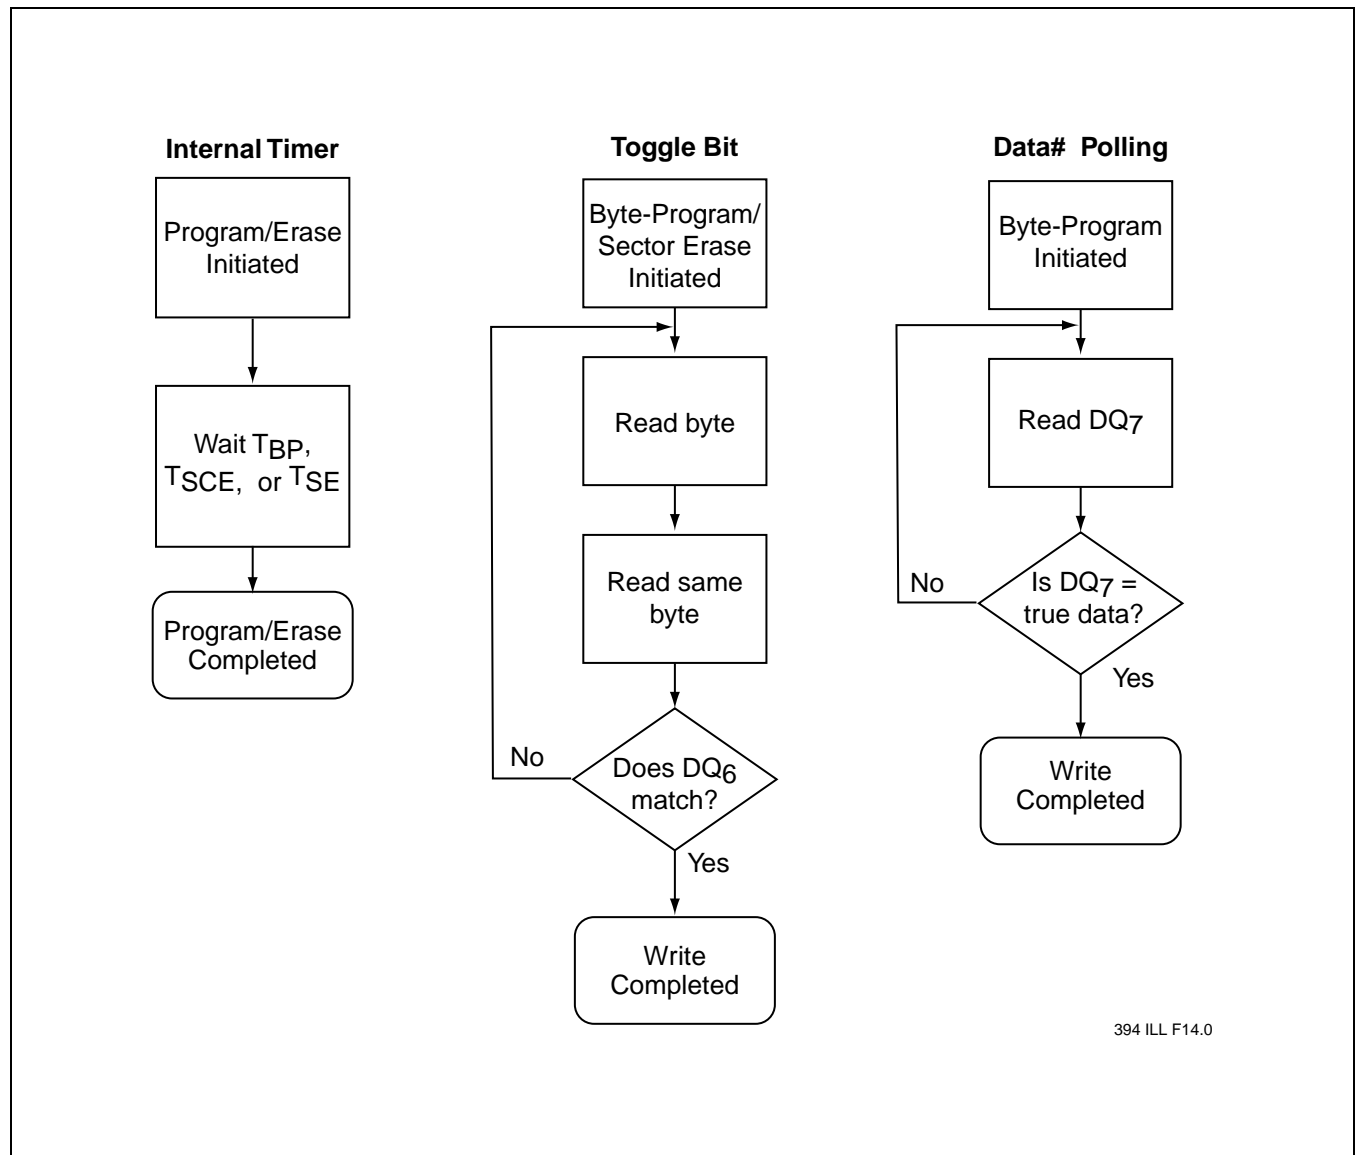 Internal Timer
Program/Erase
Initiated
Wait TBP,
TSCE, or TSE
Program/Erase
Completed
Toggle Bit
Byte-Program/
Sector Erase
Initiated
Read byte
Read same
byte
No
Does DQ6
match?
Yes
Write
Completed
Data# Polling
Byte-Program
Initiated
Read DQ7
No
Is DQ7 =
true data?
Yes
Write
Completed
394 ILL F14.0